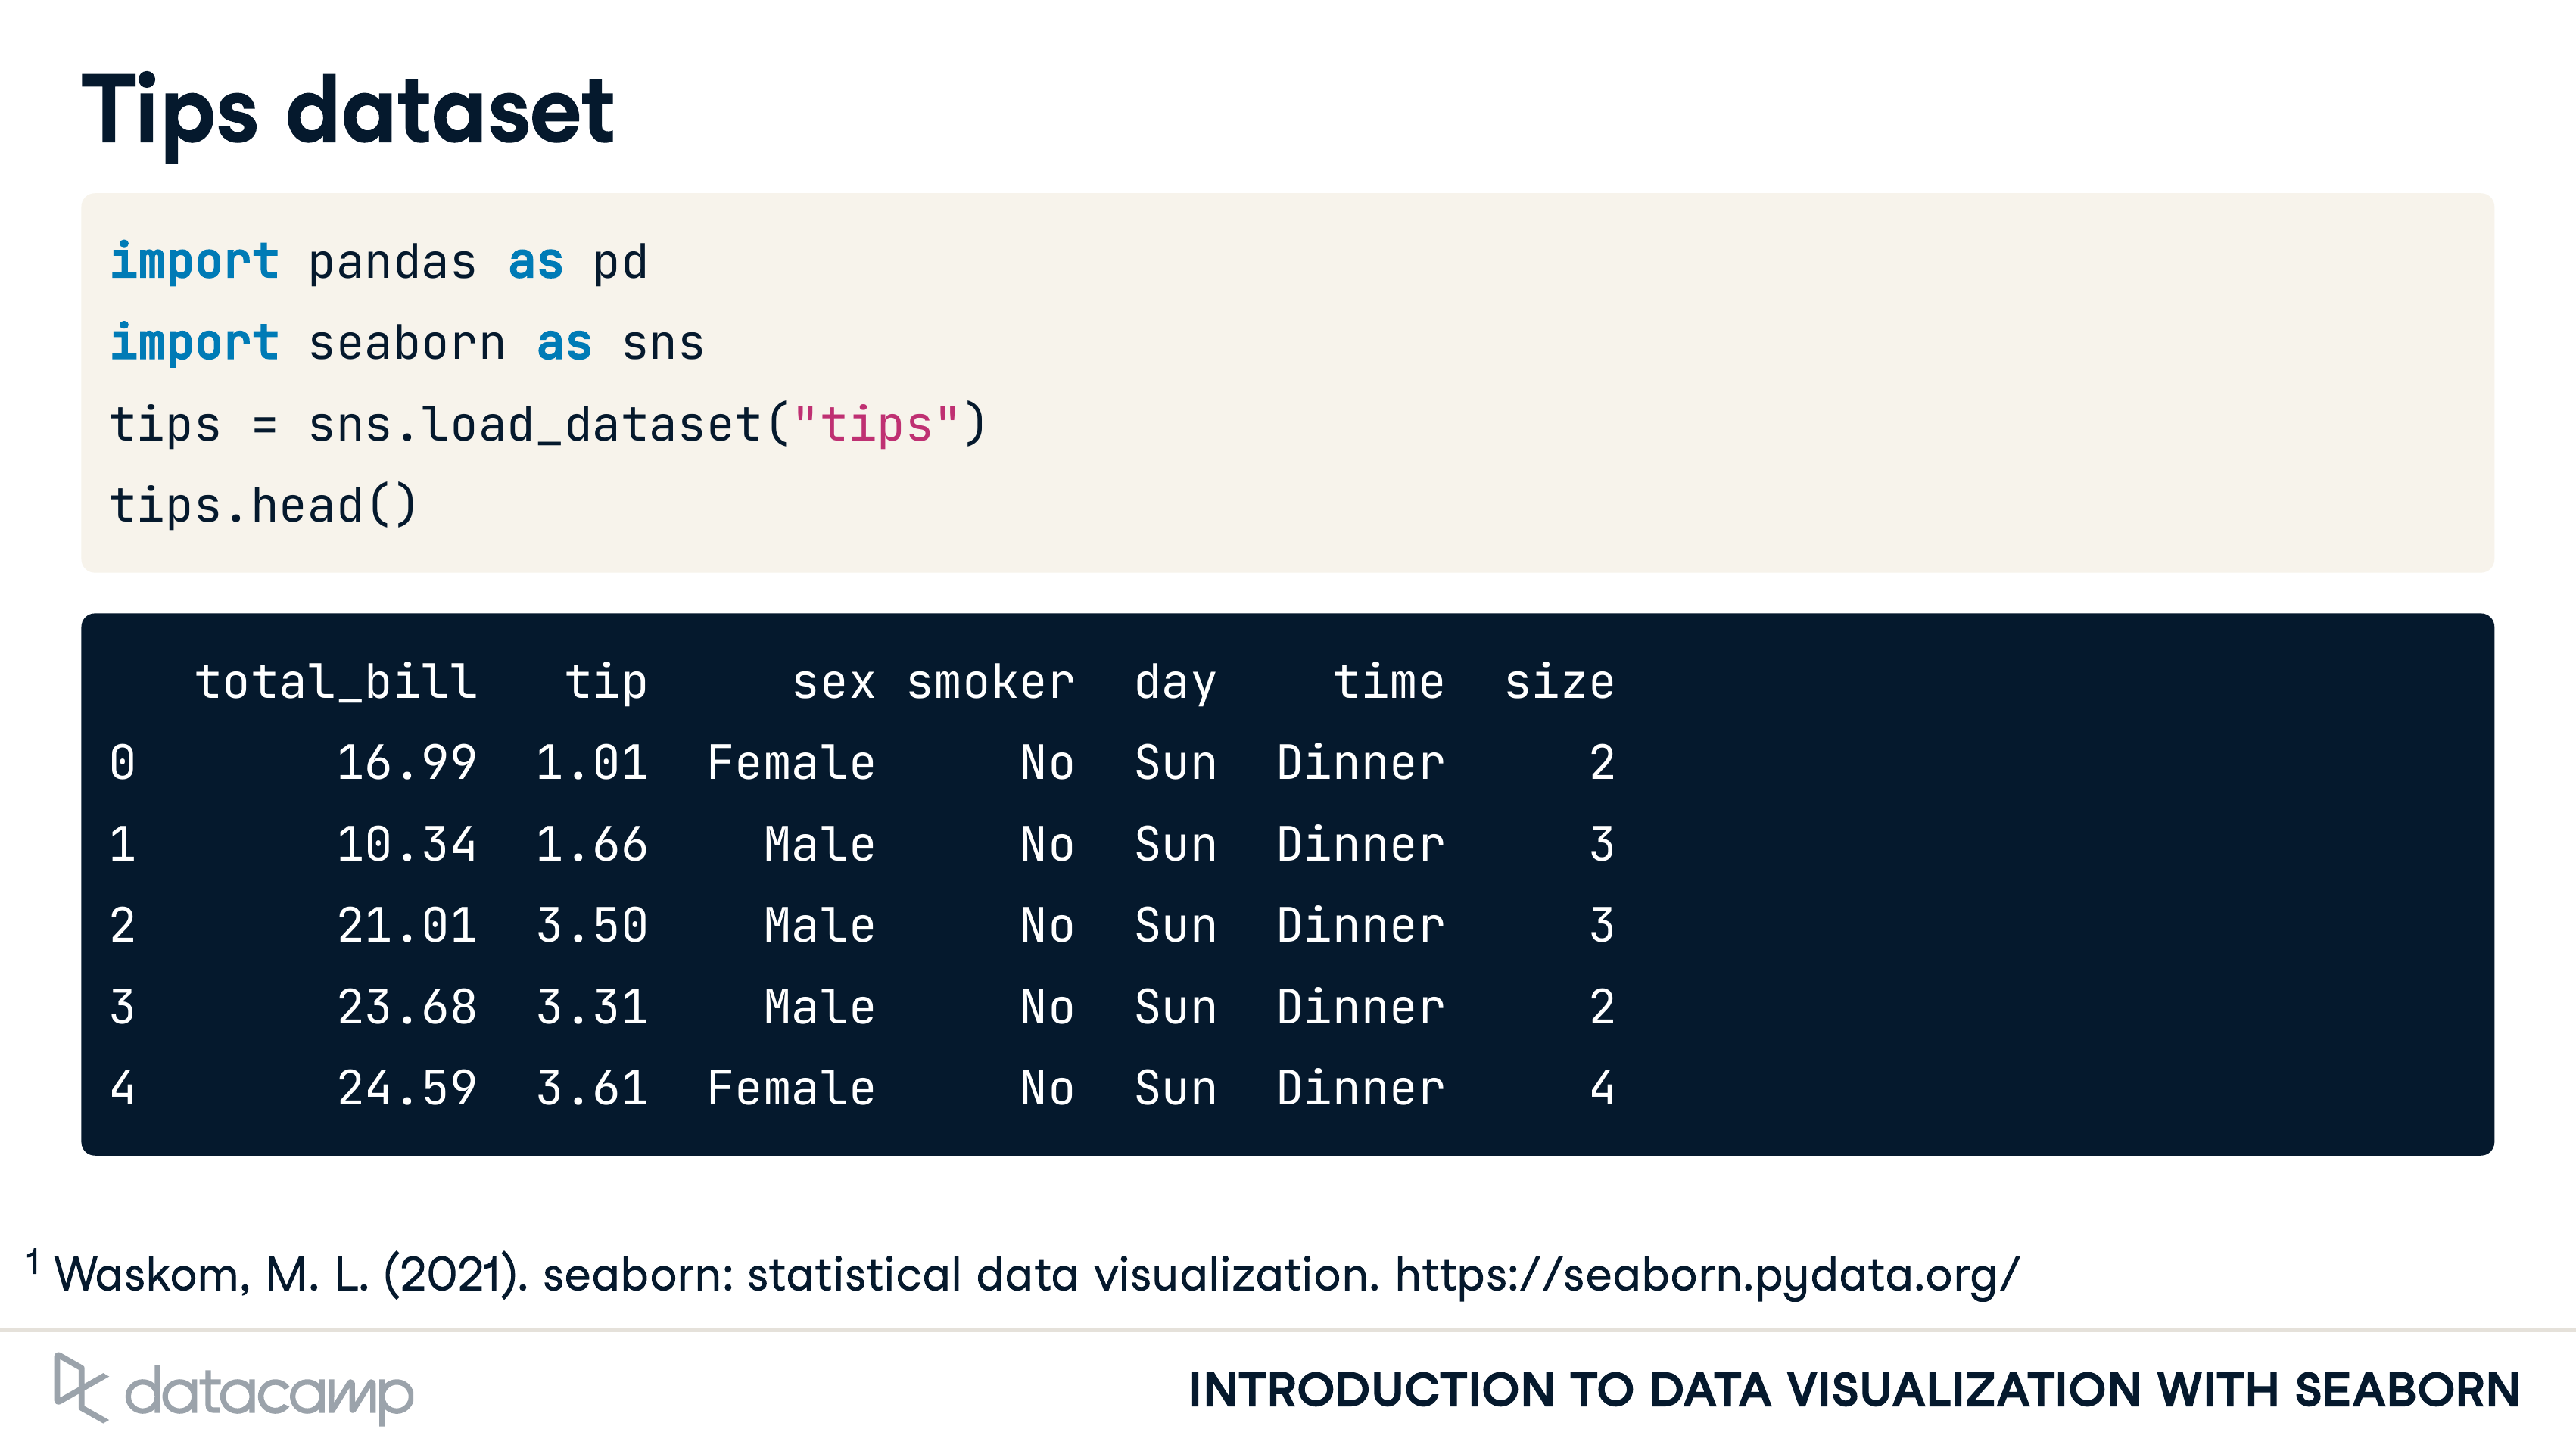 Tips dataset
import pandas as pd
import seaborn as sns
tips = sns.load_dataset("tips")
tips.head()
   total_bill   tip     sex smoker  day    time  size
0       16.99  1.01  Female     No  Sun  Dinner     2
1       10.34  1.66    Male     No  Sun  Dinner     3
2       21.01  3.50    Male     No  Sun  Dinner     3
3       23.68  3.31    Male     No  Sun  Dinner     2
4       24.59  3.61  Female     No  Sun  Dinner     4
¹ Waskom, M. L. (2021). seaborn: statistical data visualization. https://seaborn.pydata.org/
datacamp
INTRODUCTION TO DATA VISUALIZATION WITH SEABORN